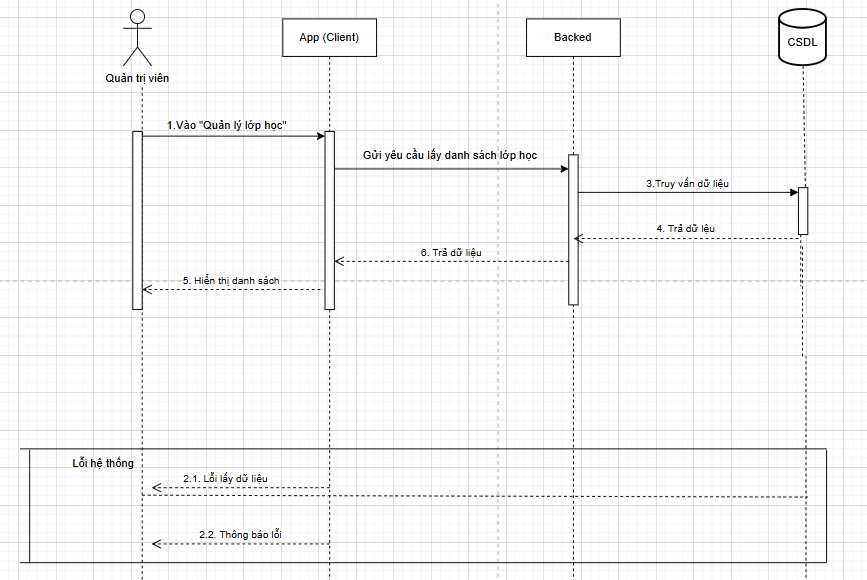 Quản trị viên
App (Client)
Backed
CSDL
1.Vào "Quản lý lớp học"
Gửi yêu cầu lấy danh sách lớp học
3.Truy vấn dữ liệu
4. Trả dữ lệu
6. Trả dữ liệu
5. Hiển thị danh sách
Lỗi hệ thống
2.1. Lỗi lấy dữ liệu
2.2. Thông báo lỗi